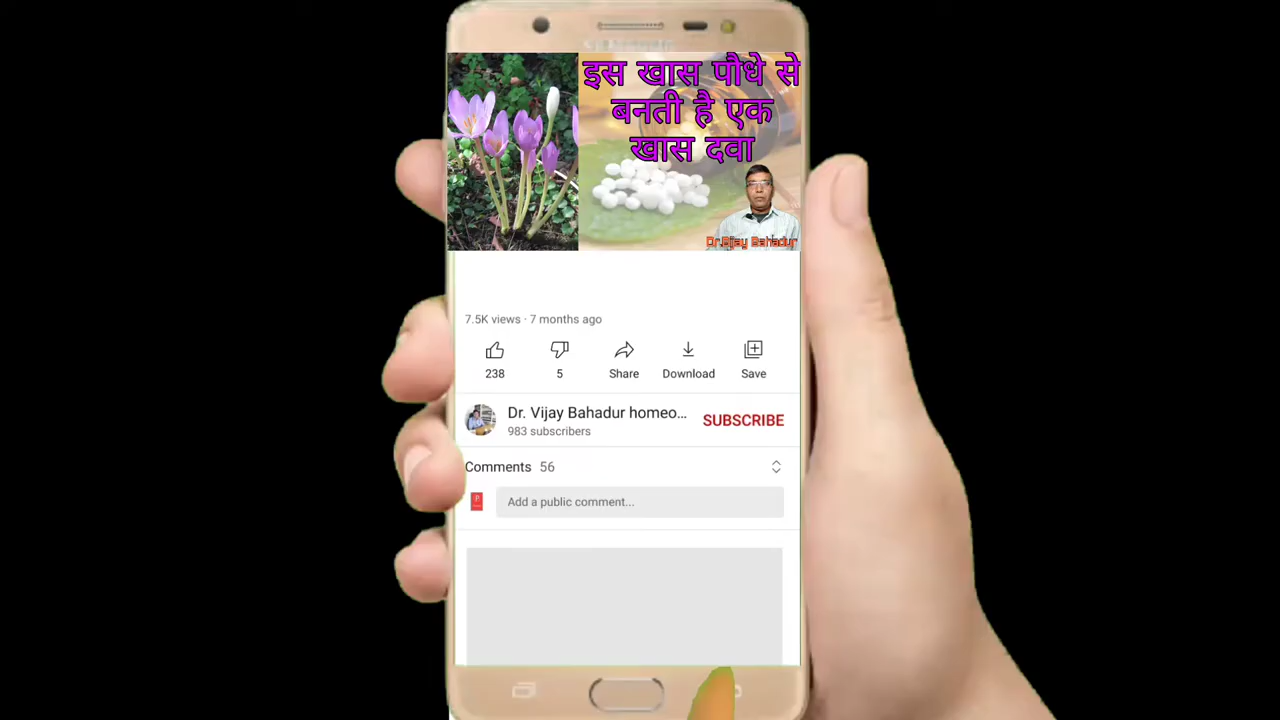 इस खास पौधे से
बनती है एक
खास दवा
Dr.Bijay Bahadur
7.5K views · 7 months ago
238
5
Share
Download
Save
Dr. Vijay Bahadur homeo...
SUBSCRIBE
983 subscribers
Comments 56
Add a public comment...